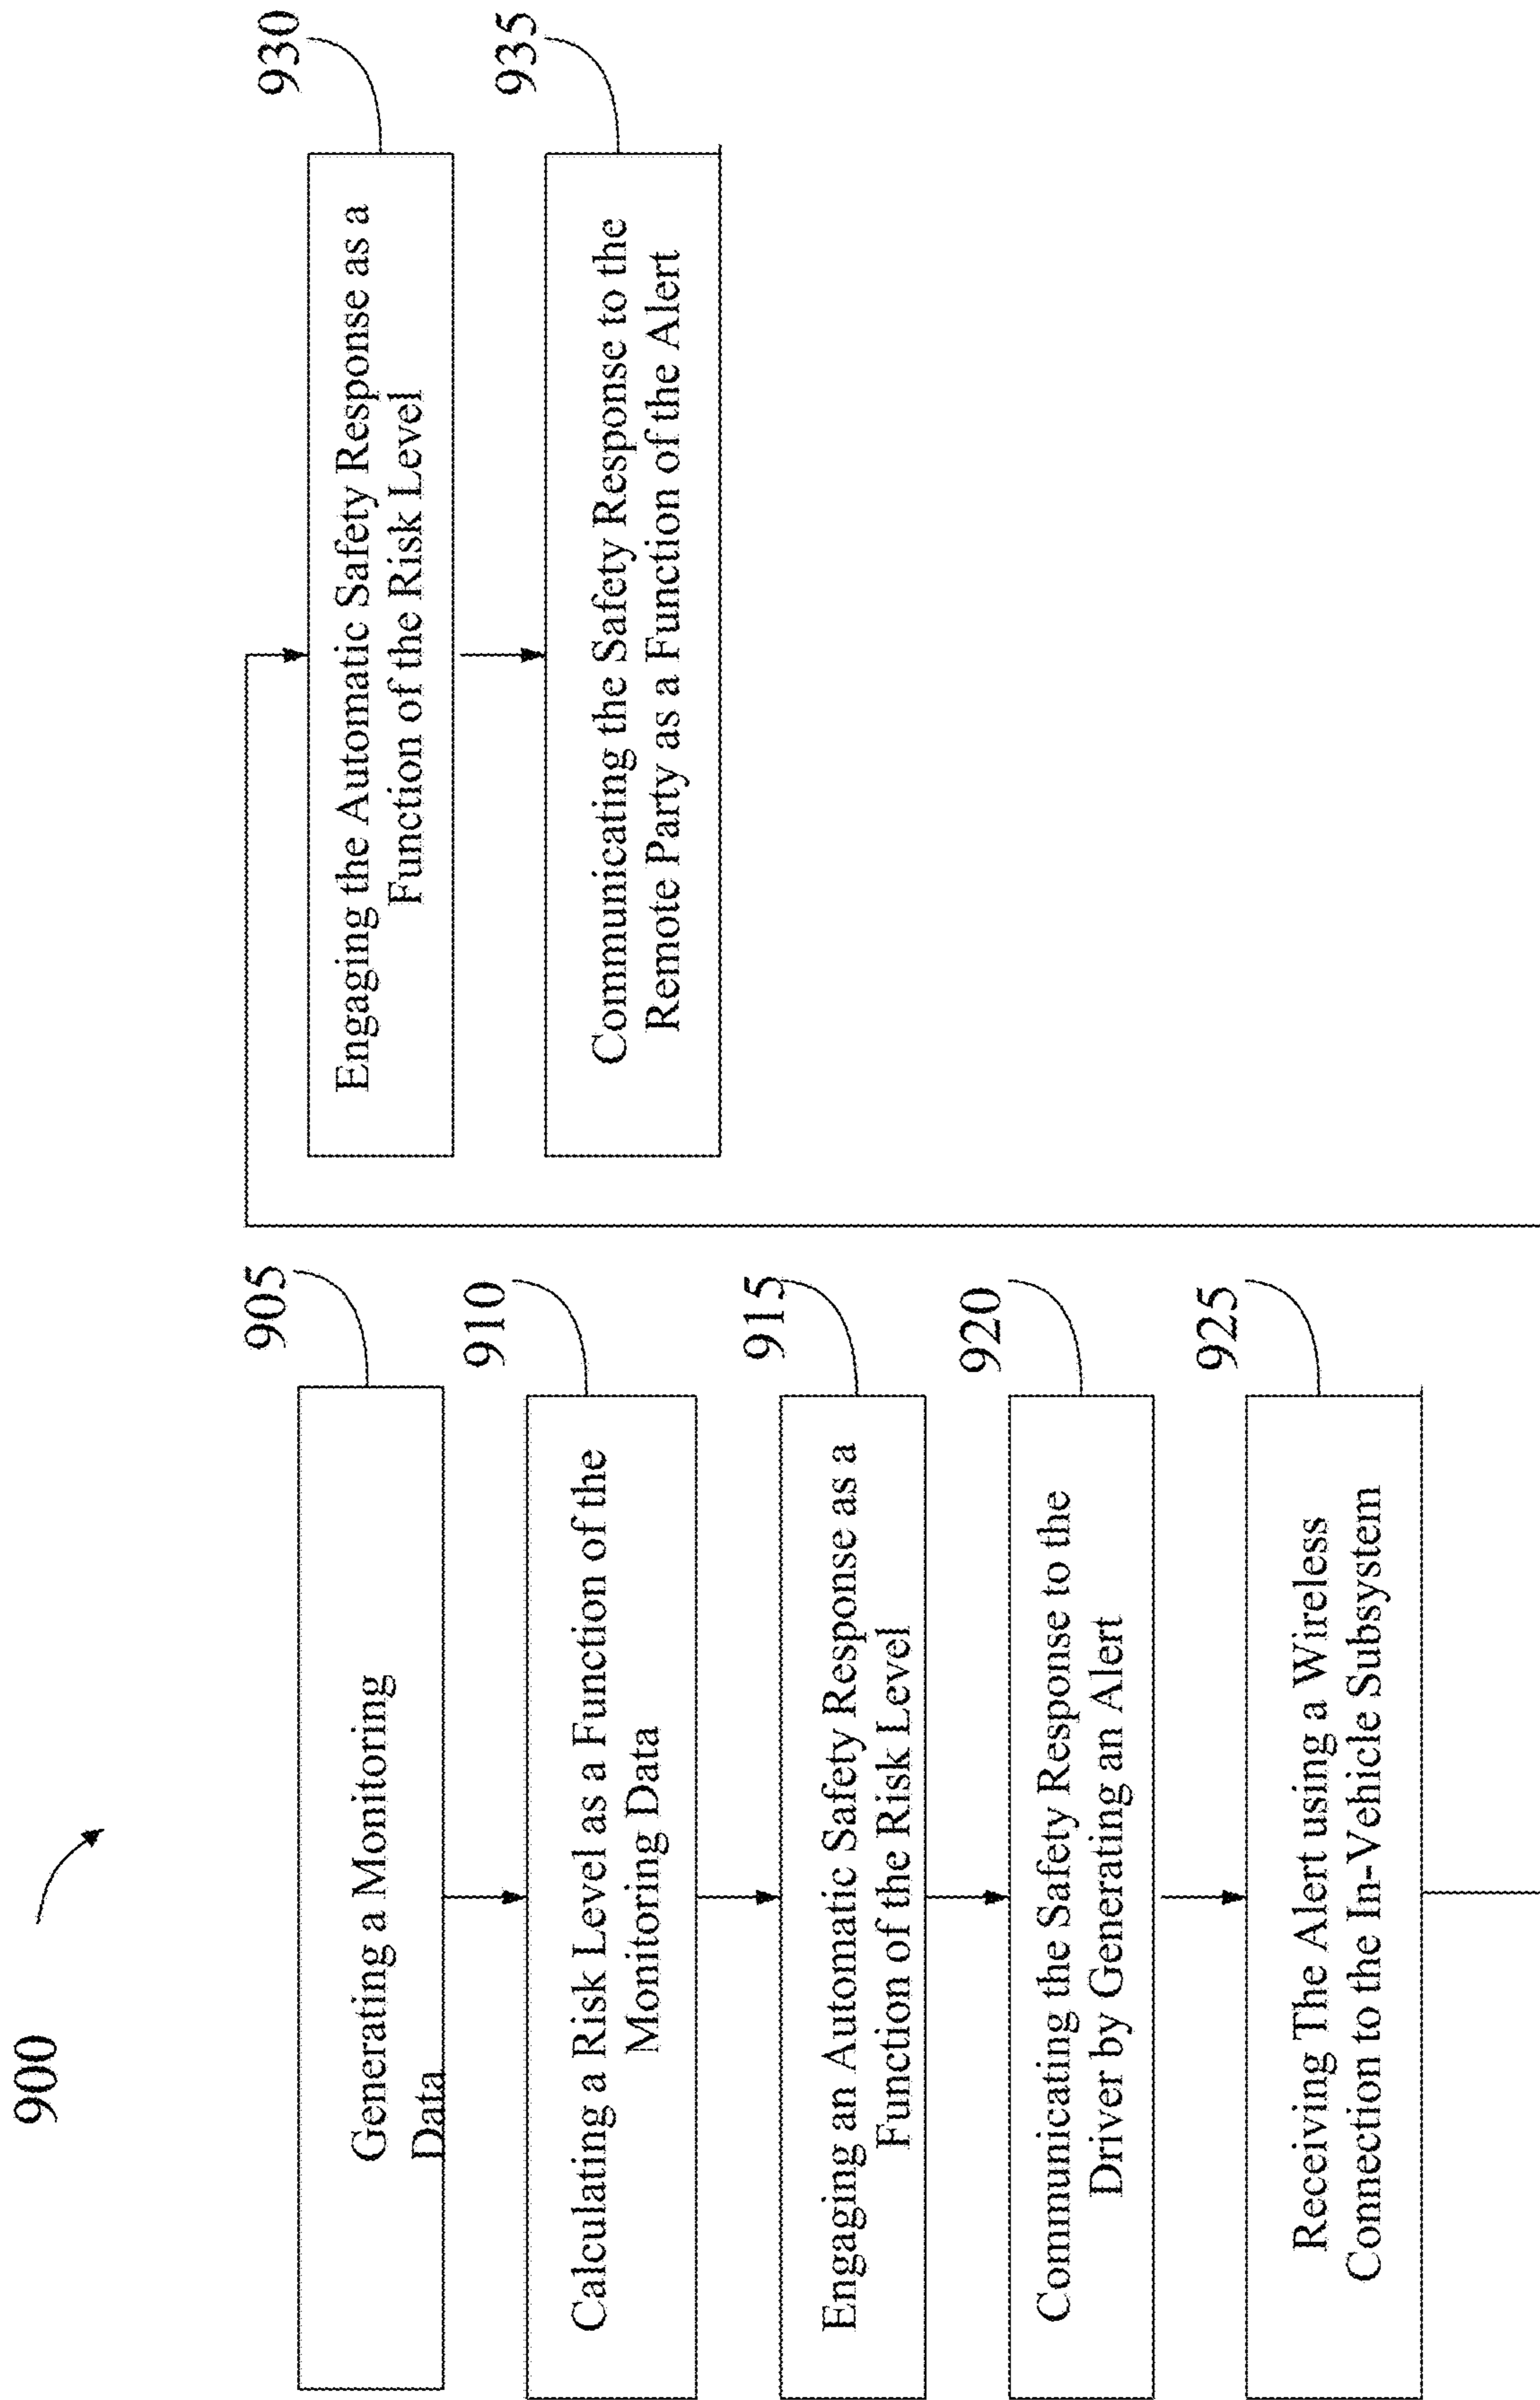 900
905
Generating a Monitoring
Data
910
Calculating a Risk Level as a Function of the
Monitoring Data
915
Engaging an Automatic Safety Response as a
Function of the Risk Level
920
Communicating the Safety Response to the
Driver by Generating an Alert
925
Receiving The Alert using a Wireless
Connection to the In-Vehicle Subsystem
930
Engaging the Automatic Safety Response as a
Function of the Risk Level
935
Communicating the Safety Response to the
Remote Party as a Function of the Alert